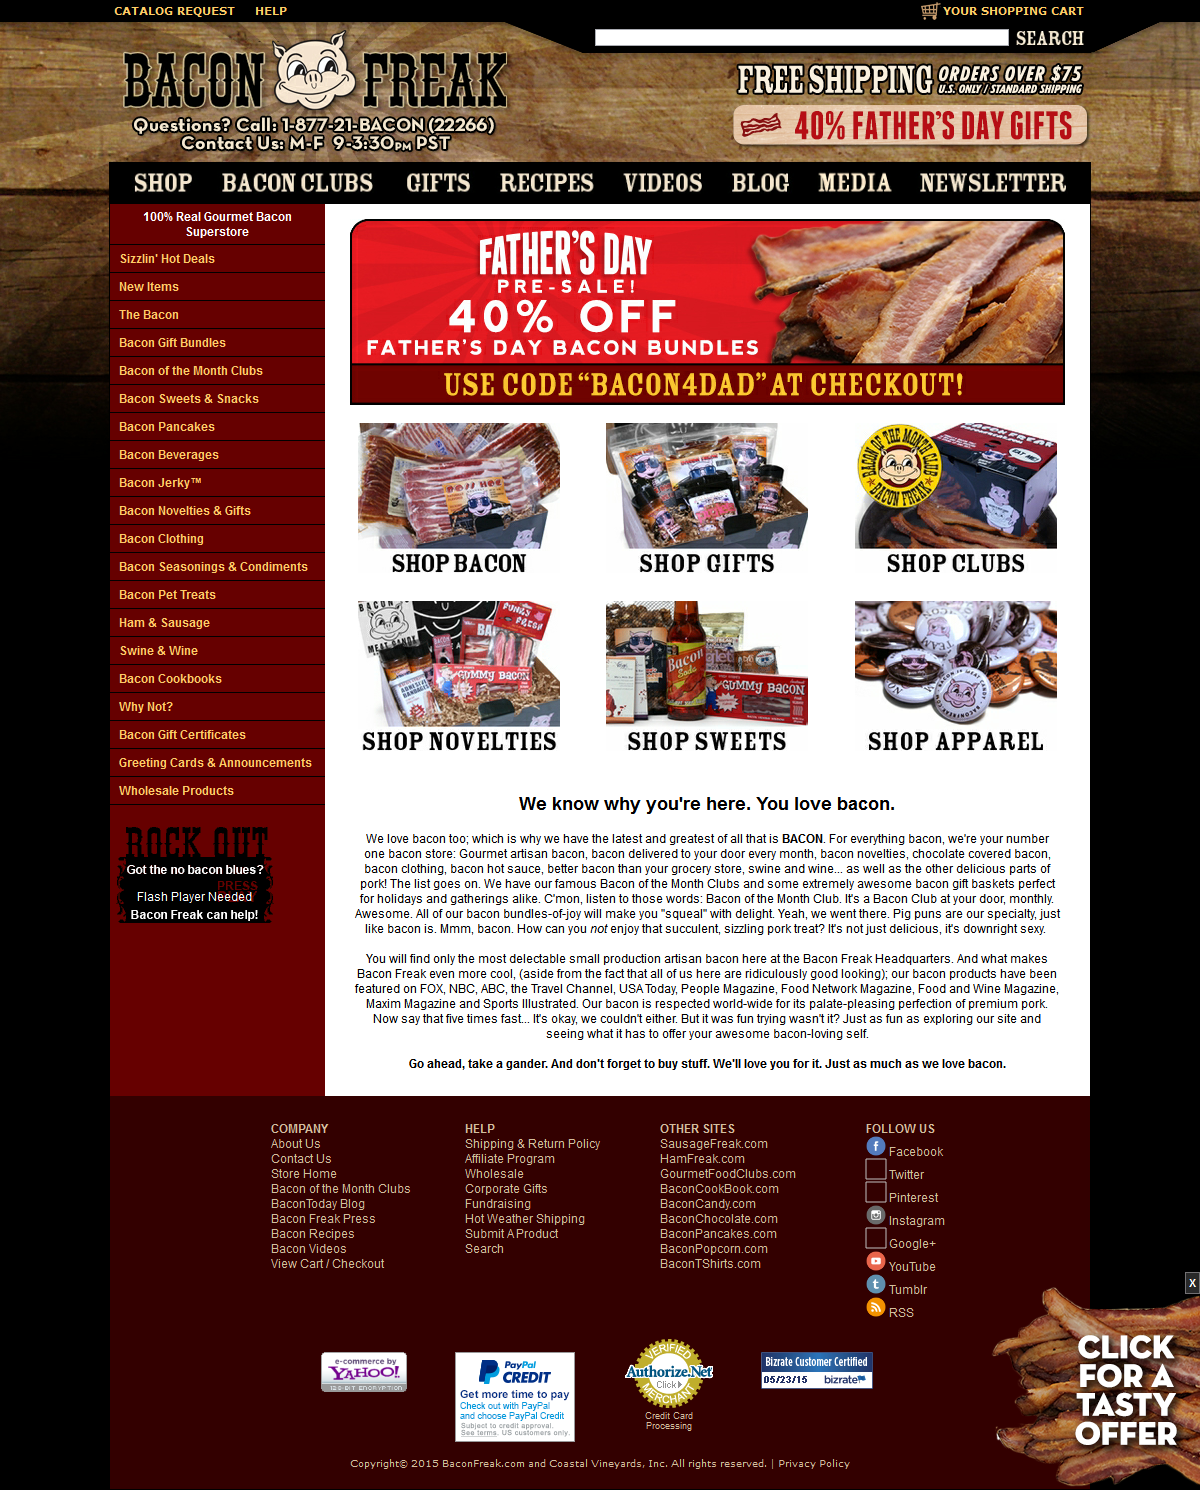 CATALOG REQUEST HELP YOUR SHOPPING CART
SEARCH
BACON FREAK
Questions? Call: 1-877-21-BACON (22266)
Contact Us: M-F 9-3:30PM PST
FREE SHIPPING ORDERS OVER $75
U.S. ONLY / STANDARD SHIPPING
40% FATHER'S DAY GIFTS
SHOP BACON CLUBS GIFTS RECIPES VIDEOS BLOG MEDIA NEWSLETTER
100% Real Gourmet Bacon
Superstore
Sizzlin' Hot Deals
New Items
The Bacon
Bacon Gift Bundles
Bacon of the Month Clubs
Bacon Sweets & Snacks
Bacon Pancakes
Bacon Beverages
Bacon Jerky™
Bacon Novelties & Gifts
Bacon Clothing
Bacon Seasonings & Condiments
Bacon Pet Treats
Ham & Sausage
Swine & Wine
Bacon Cookbooks
Why Not?
Bacon Gift Certificates
Greeting Cards & Announcements
Wholesale Products
ROCK OUT
Got the no bacon blues?
PRESS
Flash Player Needed
Bacon Freak can help!
FATHER'S DAY
PRE-SALE!
40% OFF
FATHER'S DAY BACON BUNDLES
USE CODE “BACON4DAD” AT CHECKOUT!
BOSS HOG
BACON OF THE MONTH CLUB
BACON FREAK
BACON FREAK
EAT ME!
SHOP BACON SHOP GIFTS SHOP CLUBS
BACON
MEAT CANDY
GUMMY BACON
Bacon
Soda
GUMMY BACON
BACON IS MEAT CANDY
SHOP NOVELTIES SHOP SWEETS SHOP APPAREL
We know why you're here. You love bacon.
We love bacon too; which is why we have the latest and greatest of all that is BACON. For everything bacon, we're your number
one bacon store: Gourmet artisan bacon, bacon delivered to your door every month, bacon novelties, chocolate covered bacon,
bacon clothing, bacon hot sauce, better bacon than your grocery store, swine and wine... as well as the other delicious parts of
pork! The list goes on. We have our famous Bacon of the Month Clubs and some extremely awesome bacon gift baskets perfect
for holidays and gatherings alike. C'mon, listen to those words: Bacon of the Month Club. It's a Bacon Club at your door, monthly.
Awesome. All of our bacon bundles-of-joy will make you "squeal" with delight. Yeah, we went there. Pig puns are our specialty, just
like bacon is. Mmm, bacon. How can you not enjoy that succulent, sizzling pork treat? It's not just delicious, it's downright sexy.
You will find only the most delectable small production artisan bacon here at the Bacon Freak Headquarters. And what makes
Bacon Freak even more cool, (aside from the fact that all of us here are ridiculously good looking); our bacon products have been
featured on FOX, NBC, ABC, the Travel Channel, USA Today, People Magazine, Food Network Magazine, Food and Wine Magazine,
Maxim Magazine and Sports Illustrated. Our bacon is respected world-wide for its palate-pleasing perfection of premium pork.
Now say that five times fast... It's okay, we couldn't either. But it was fun trying wasn't it? Just as fun as exploring our site and
seeing what it has to offer your awesome bacon-loving self.
Go ahead, take a gander. And don't forget to buy stuff. We'll love you for it. Just as much as we love bacon.
COMPANY
About Us
Contact Us
Store Home
Bacon of the Month Clubs
BaconToday Blog
Bacon Freak Press
Bacon Recipes
Bacon Videos
View Cart / Checkout
HELP
Shipping & Return Policy
Affiliate Program
Wholesale
Corporate Gifts
Fundraising
Hot Weather Shipping
Submit A Product
Search
OTHER SITES
SausageFreak.com
HamFreak.com
GourmetFoodClubs.com
BaconCookBook.com
BaconCandy.com
BaconChocolate.com
BaconPancakes.com
BaconPopcorn.com
BaconTShirts.com
FOLLOW US
Facebook
Twitter
Pinterest
Instagram
Google+
YouTube
Tumblr
RSS
X
CLICK
FOR A
TASTY
OFFER
e-commerce by
YAHOO!
128-BIT ENCRYPTION
PayPal
CREDIT
Get more time to pay
Check out with PayPal
and choose PayPal Credit
Subject to credit approval.
See terms. US customers only.
VERIFIED
Authorize.Net
Click
MERCHANT
Credit Card
Processing
Bizrate Customer Certified
05/23/15 bizrate
Copyright© 2015 BaconFreak.com and Coastal Vineyards, Inc. All rights reserved. | Privacy Policy